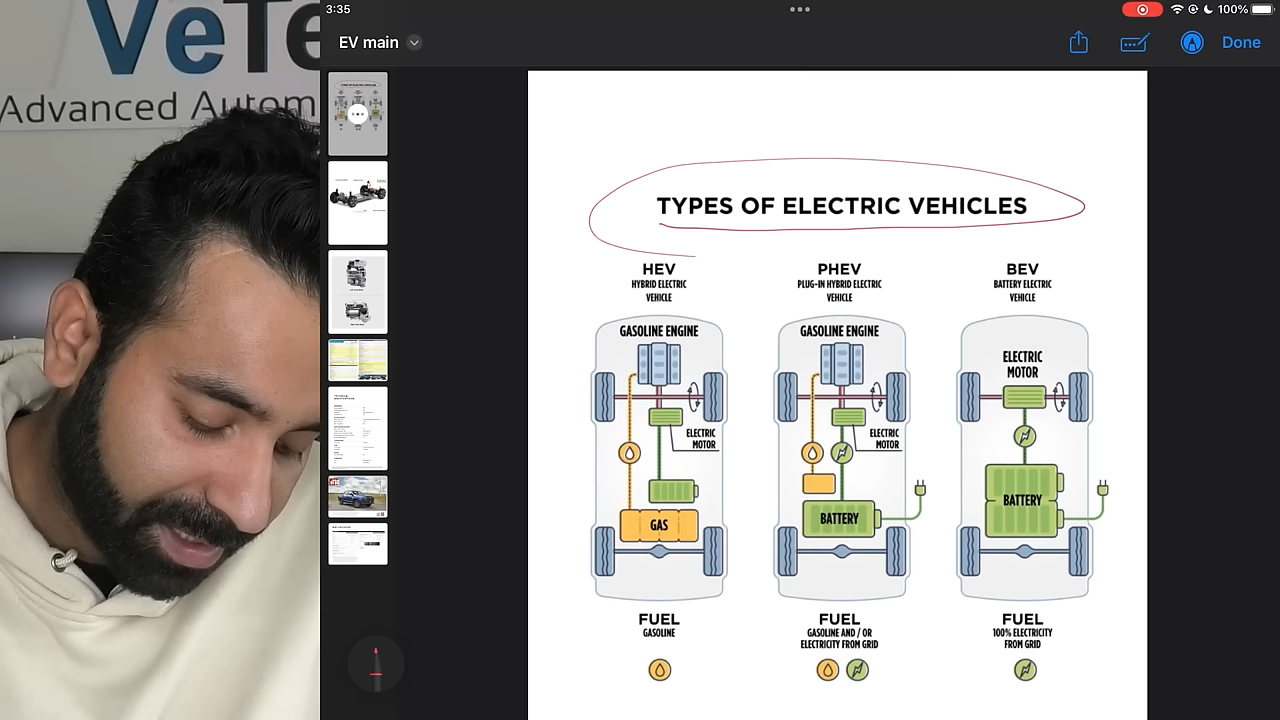 VeTe
Advanced Autom
3:35
100%
EV main
Done
TYPES OF ELECTRIC VEHICLES
HEV
HYBRID ELECTRIC
VEHICLE
GASOLINE ENGINE
ELECTRIC
MOTOR
GAS
FUEL
GASOLINE
PHEV
PLUG-IN HYBRID ELECTRIC
VEHICLE
GASOLINE ENGINE
ELECTRIC
MOTOR
BATTERY
FUEL
GASOLINE AND / OR
ELECTRICITY FROM GRID
BEV
BATTERY ELECTRIC
VEHICLE
ELECTRIC
MOTOR
BATTERY
FUEL
100% ELECTRICITY
FROM GRID